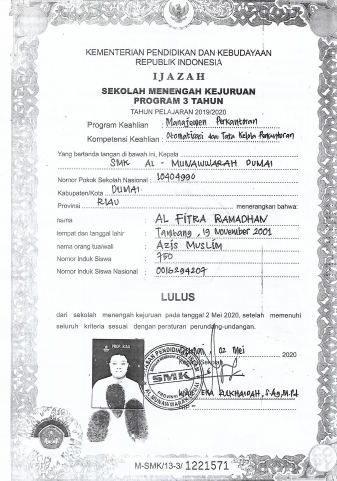 KEMENTERIAN PENDIDIKAN DAN KEBUDAYAAN
REPUBLIK INDONESIA
IJAZAH
SEKOLAH MENENGAH KEJURUAN
PROGRAM 3 TAHUN
TAHUN PELAJARAN 2019/2020
Program Keahlian : Manajemen Perkantoran
Kompetensi Keahlian : Otomatisasi dan Tata Kelola Perkantoran
Yang bertanda tangan di bawah ini, Kepala
SMK AL - MUNAWWARAH DUMAI
Nomor Pokok Sekolah Nasional : 10404990
Kabupaten/Kota DUMAI
Provinsi RIAU menerangkan bahwa:
nama : AL FITRA RAMADHAN
tempat dan tanggal lahir : Tambang, 19 November 2001
nama orang tua/wali : Azis Muslim
Nomor Induk Siswa : 750
Nomor Induk Siswa Nasional : 0016294207
LULUS
dari sekolah menengah kejuruan pada tanggal 2 Mei 2020, setelah memenuhi
seluruh kriteria sesuai dengan peraturan perundang-undangan.
02 Mei 2020
Kepala Sekolah
SMK
EKA ZULKHAIDAH, S.Ag, M.Pd
M-SMK/13-3/ 1221571